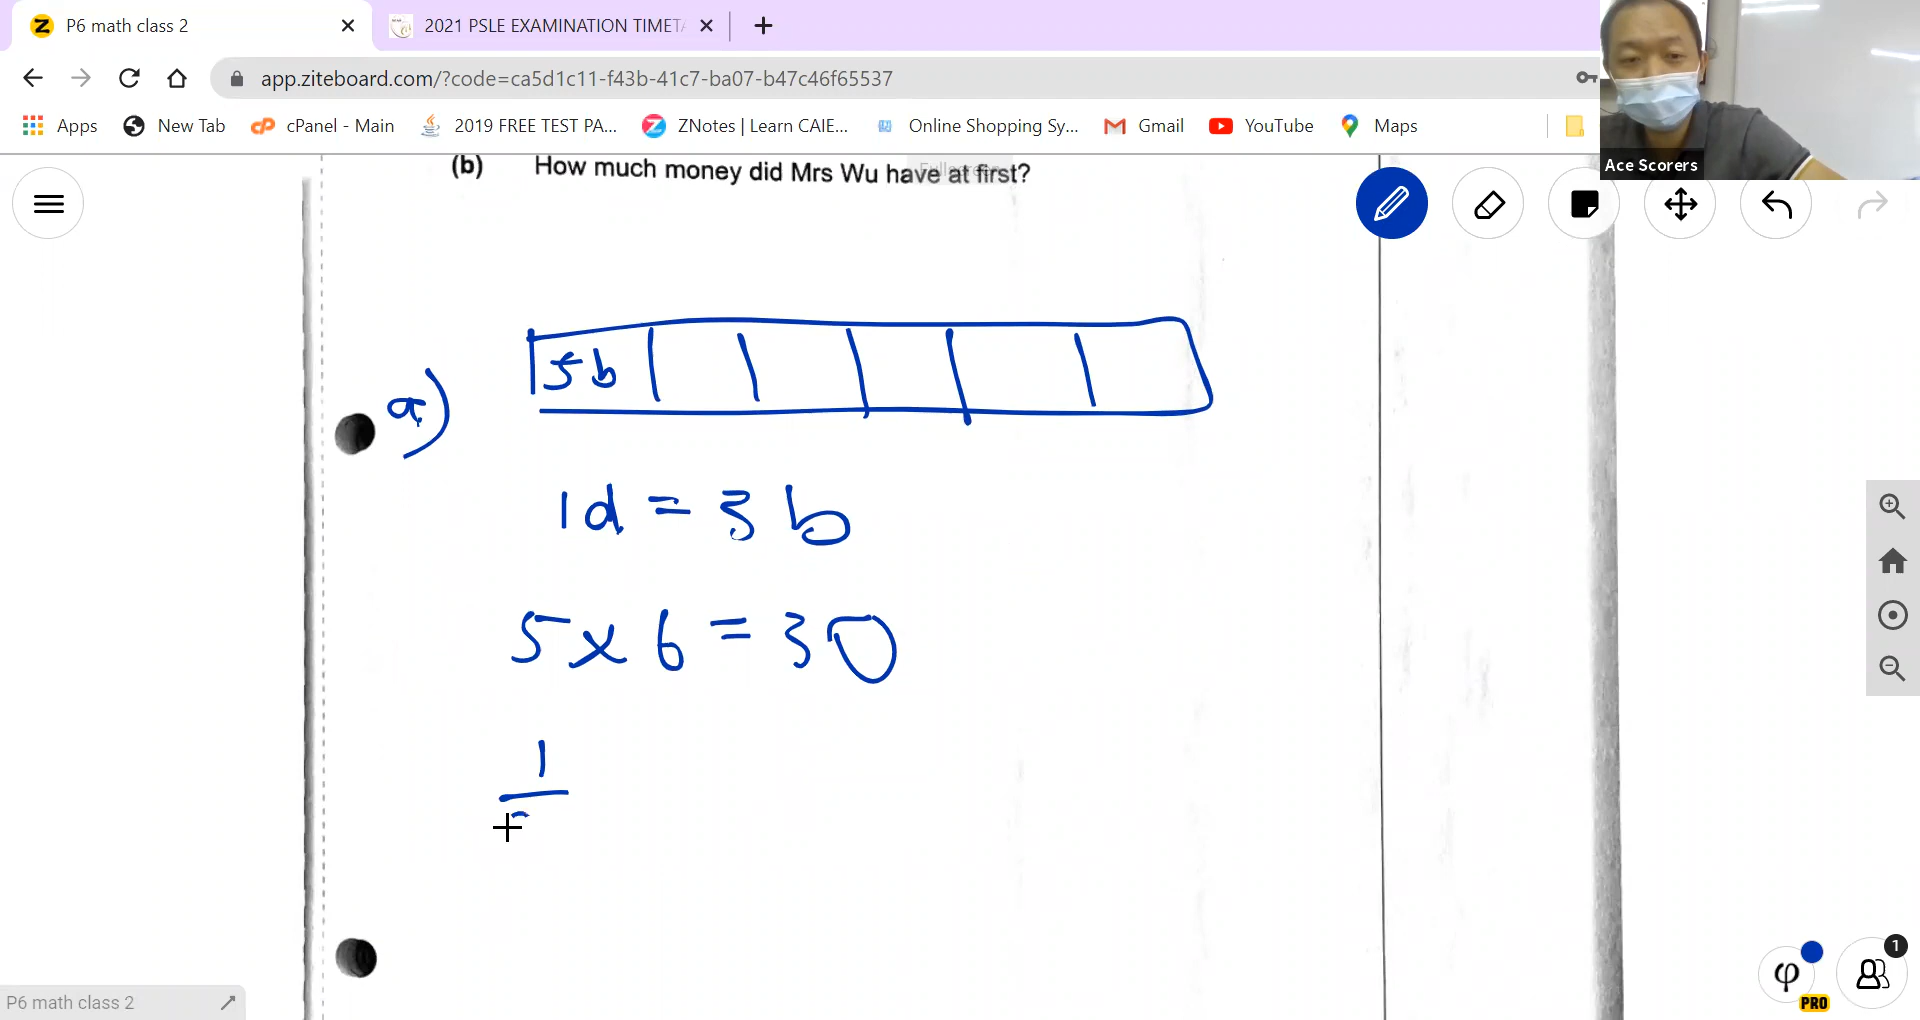 P6 math class 2
2021 PSLE EXAMINATION TIMETA
app.ziteboard.com/?code=ca5d1c11-f43b-41c7-ba07-b47c46f65537
Apps
New Tab
cPanel - Main
2019 FREE TEST PA...
ZNotes | Learn CAIE...
Online Shopping Sy...
Gmail
YouTube
Maps
Ace Scorers
(b) How much money did Mrs Wu have at first?
a)
5b
1d = 3b
5 x 6 = 30
1
P6 math class 2
1
PRO